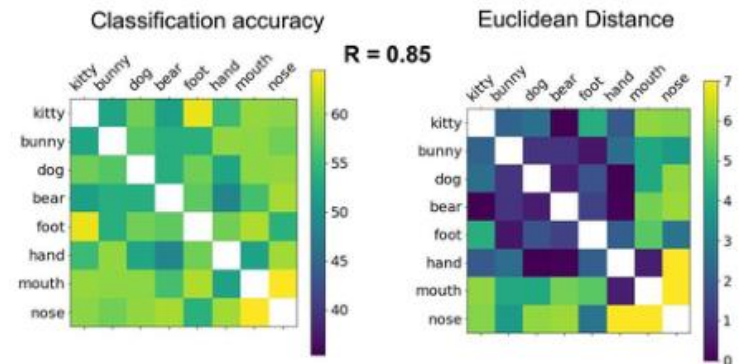 Classification accuracy
R = 0.85
kitty bunny dog bear foot hand mouth nose
kitty
bunny
dog
bear
foot
hand
mouth
nose
60
55
50
45
40
Euclidean Distance
kitty bunny dog bear foot hand mouth nose
kitty
bunny
dog
bear
foot
hand
mouth
nose
7
6
5
4
3
2
1
0